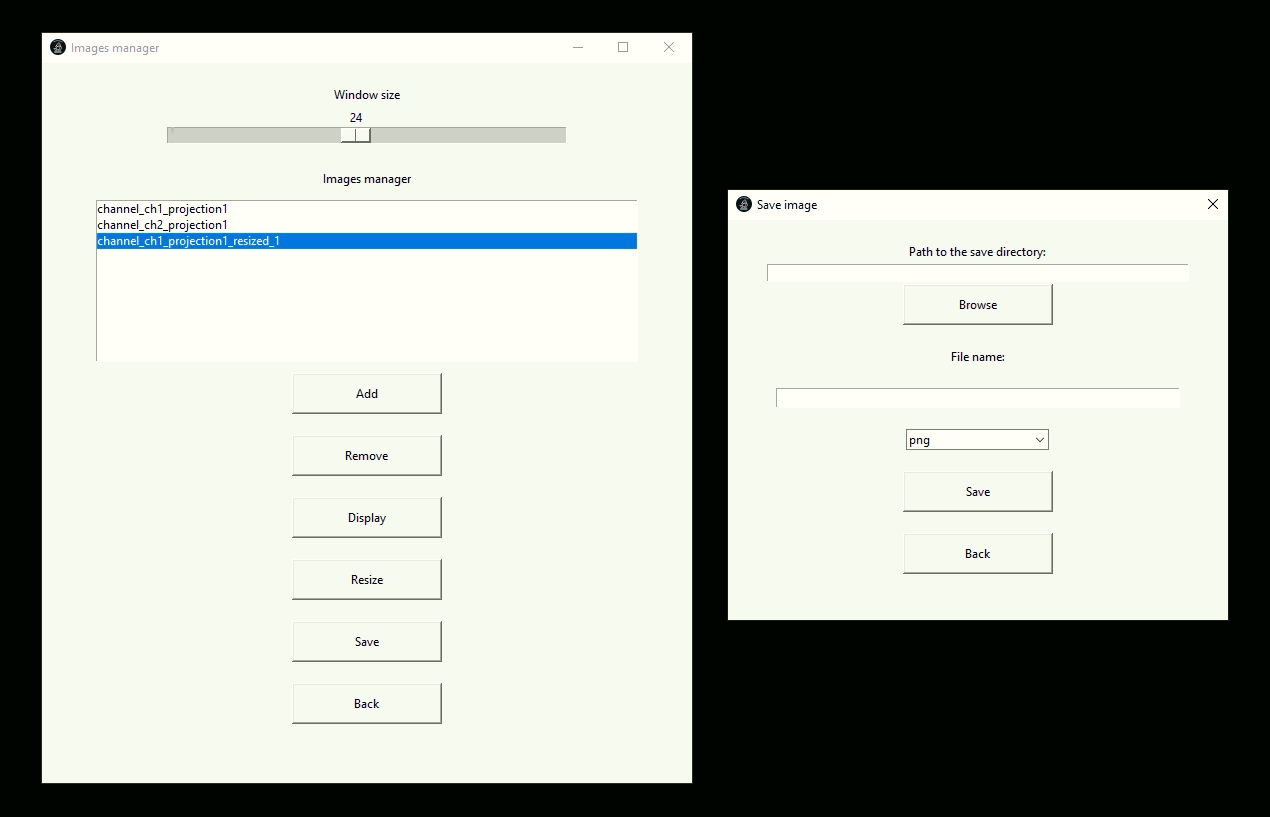 Images manager
Window size
24
Images manager
channel_ch1_projection1
channel_ch2_projection1
channel_ch1_projection1_resized_1
Add
Remove
Display
Resize
Save
Back
Save image
Path to the save directory:
Browse
File name:
png
Save
Back